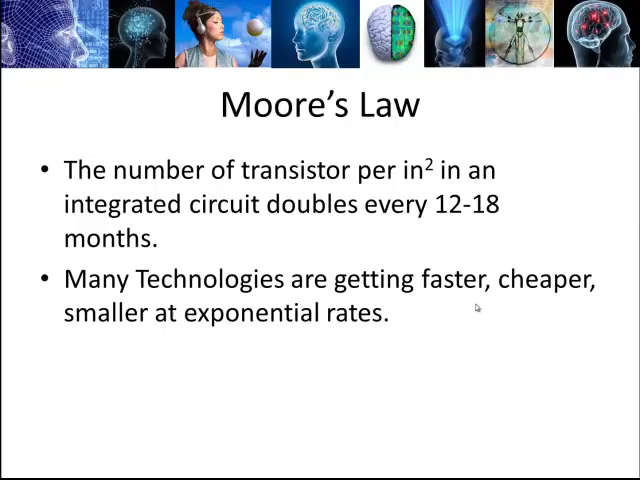 Moore’s Law
• The number of transistor per in² in an
integrated circuit doubles every 12-18
months.
• Many Technologies are getting faster, cheaper,
smaller at exponential rates.